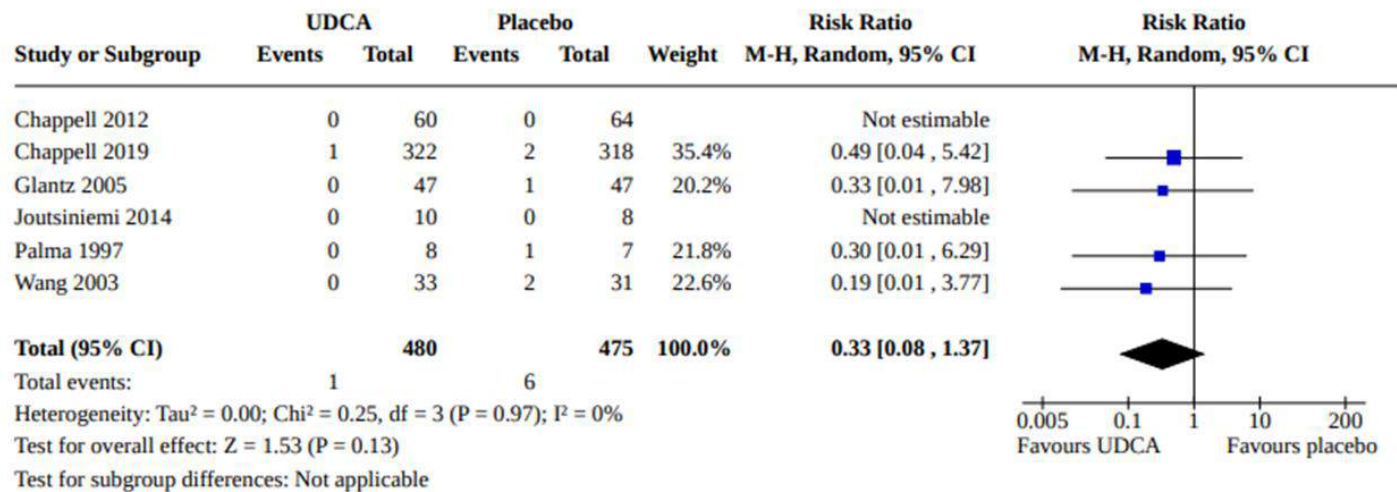 UDCA Placebo Risk Ratio Risk Ratio
Study or Subgroup Events Total Events Total Weight M-H, Random, 95% CI M-H, Random, 95% CI
Chappell 2012 0 60 0 64 Not estimable
Chappell 2019 1 322 2 318 35.4% 0.49 [0.04 , 5.42]
Glantz 2005 0 47 1 47 20.2% 0.33 [0.01 , 7.98]
Joutsiniemi 2014 0 10 0 8 Not estimable
Palma 1997 0 8 1 7 21.8% 0.30 [0.01 , 6.29]
Wang 2003 0 33 2 31 22.6% 0.19 [0.01 , 3.77]
Total (95% CI) 480 475 100.0% 0.33 [0.08 , 1.37]
Total events: 1 6
Heterogeneity: Tau² = 0.00; Chi² = 0.25, df = 3 (P = 0.97); I² = 0%
Test for overall effect: Z = 1.53 (P = 0.13)
Test for subgroup differences: Not applicable
0.005 0.1 1 10 200
Favours UDCA Favours placebo